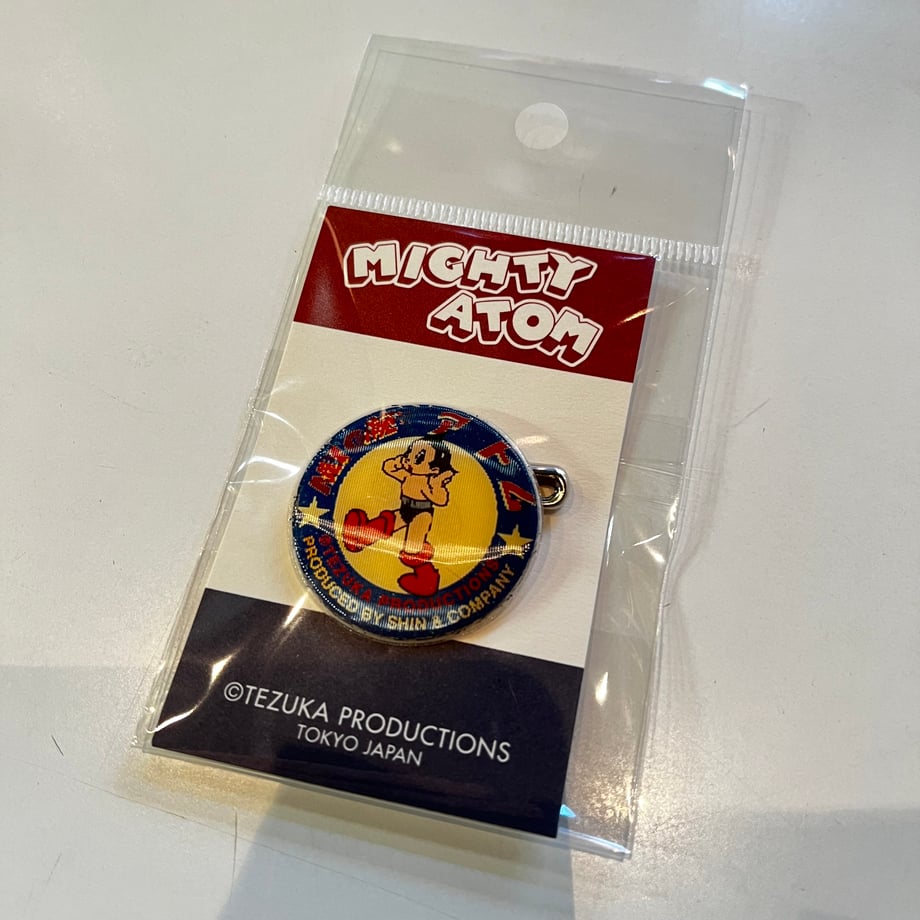 MIGHTY
ATOM
鉄腕アトム
©TEZUKA PRODUCTIONS
PRODUCED BY SHIN & COMPANY
©TEZUKA PRODUCTIONS
TOKYO JAPAN